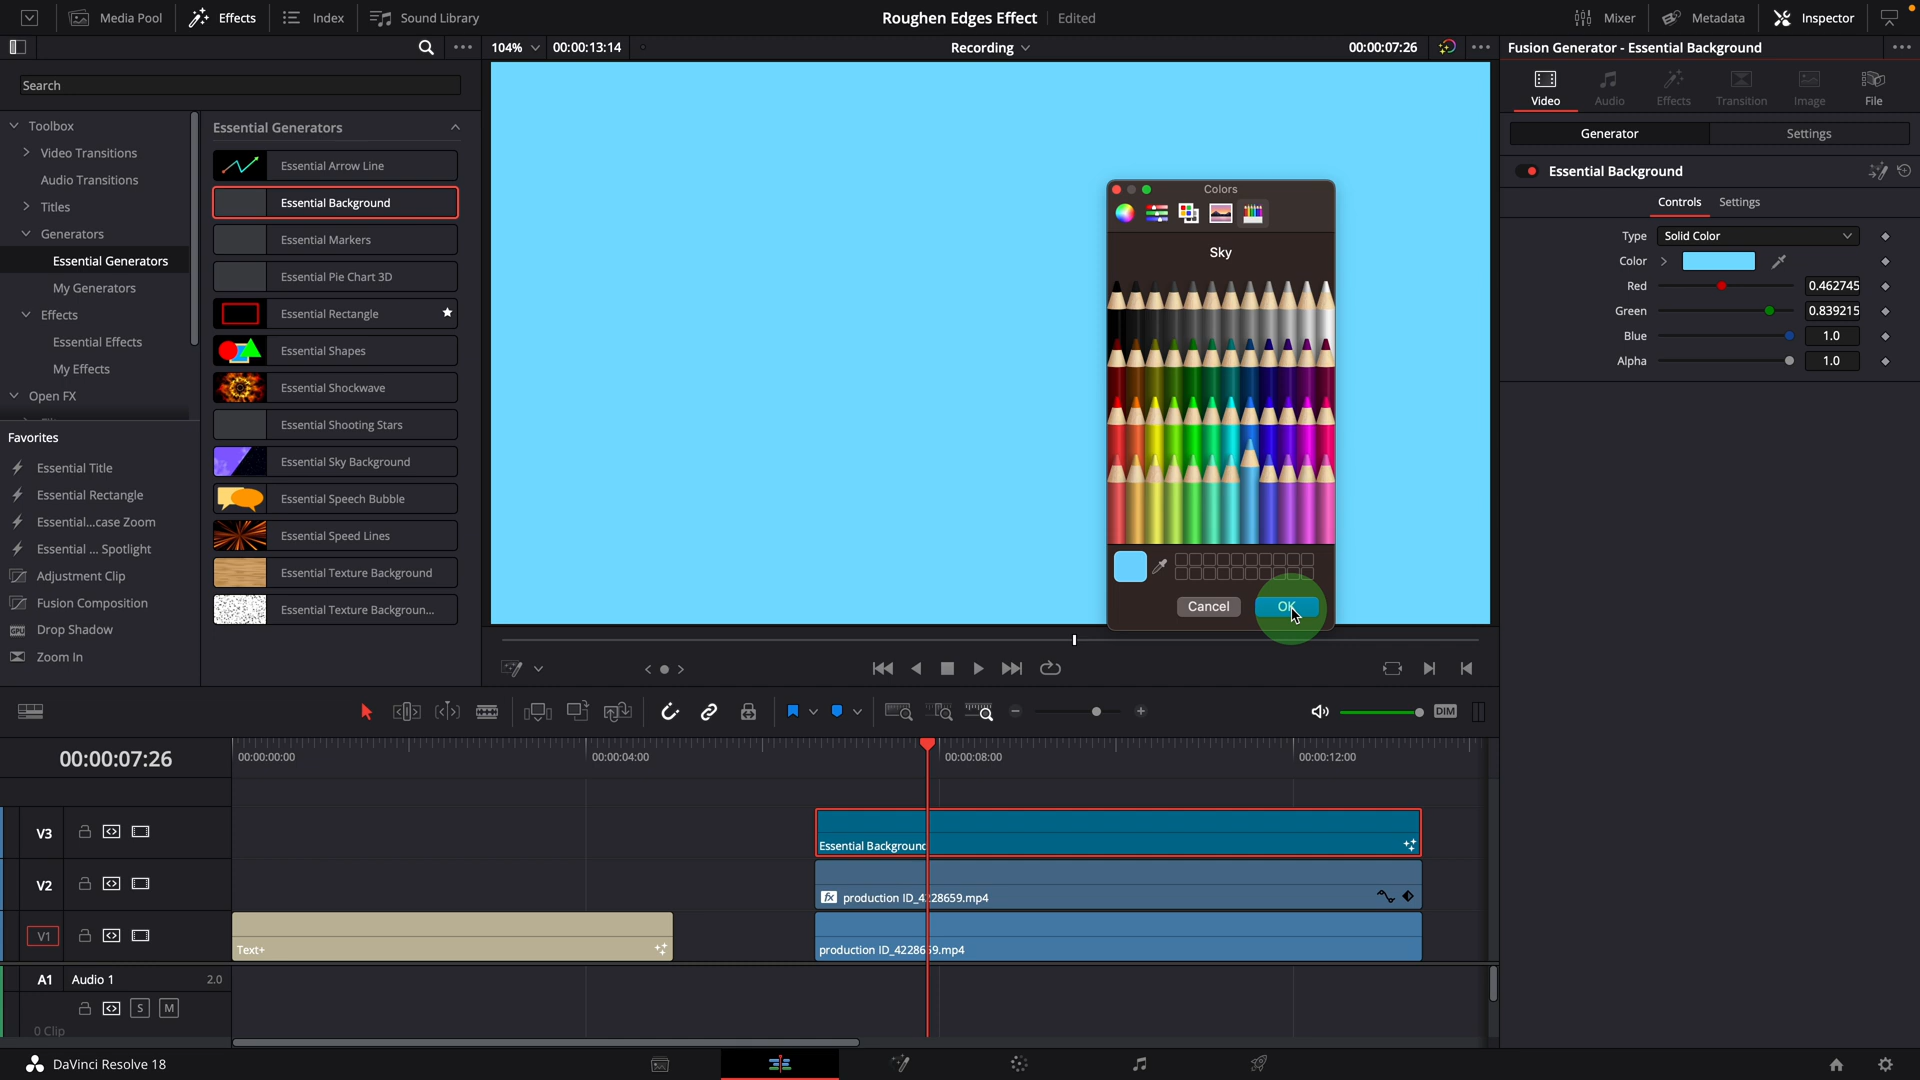 Media Pool Effects Index Sound Library Roughen Edges Effect Edited Mixer Metadata Inspector
104% 00:00:13:14 Recording 00:00:07:26 Fusion Generator - Essential Background
Search
Video Audio Effects Transition Image File
Generator Settings
Essential Background
Controls Settings
Type Solid Color
Color
Red 0.462745
Green 0.839215
Blue 1.0
Alpha 1.0
Toolbox
Video Transitions
Audio Transitions
Titles
Generators
Essential Generators
My Generators
Effects
Essential Effects
My Effects
Open FX
Favorites
Essential Title
Essential Rectangle
Essential...case Zoom
Essential ... Spotlight
Adjustment Clip
Fusion Composition
Drop Shadow
Zoom In
Essential Generators
Essential Arrow Line
Essential Background
Essential Markers
Essential Pie Chart 3D
Essential Rectangle
Essential Shapes
Essential Shockwave
Essential Shooting Stars
Essential Sky Background
Essential Speech Bubble
Essential Speed Lines
Essential Texture Background
Essential Texture Backgroun...
Colors
Sky
Cancel OK
DIM
00:00:07:26 00:00:00:00 00:00:04:00 00:00:08:00 00:00:12:00
V3 Essential Background
V2 fx production ID_4228659.mp4
V1 Text+ production ID_4228659.mp4
A1 Audio 1 2.0
S M
0 Clip
DaVinci Resolve 18